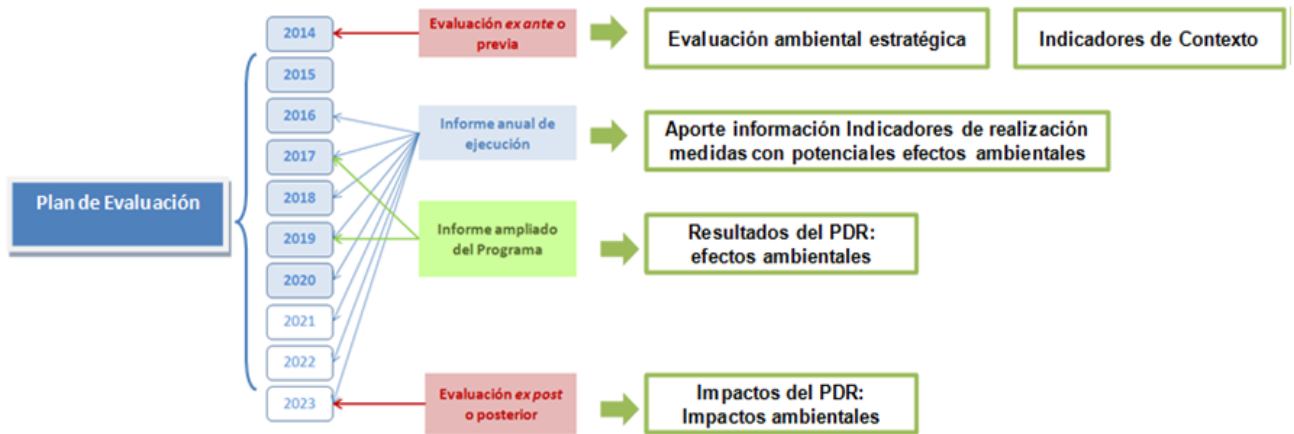 Plan de Evaluación
2014
2015
2016
2017
2018
2019
2020
2021
2022
2023
Evaluación ex ante o
previa
Evaluación ambiental estratégica
Indicadores de Contexto
Informe anual de
ejecución
Aporte información Indicadores de realización
medidas con potenciales efectos ambientales
Informe ampliado
del Programa
Resultados del PDR:
efectos ambientales
Evaluación ex post
o posterior
Impactos del PDR:
Impactos ambientales